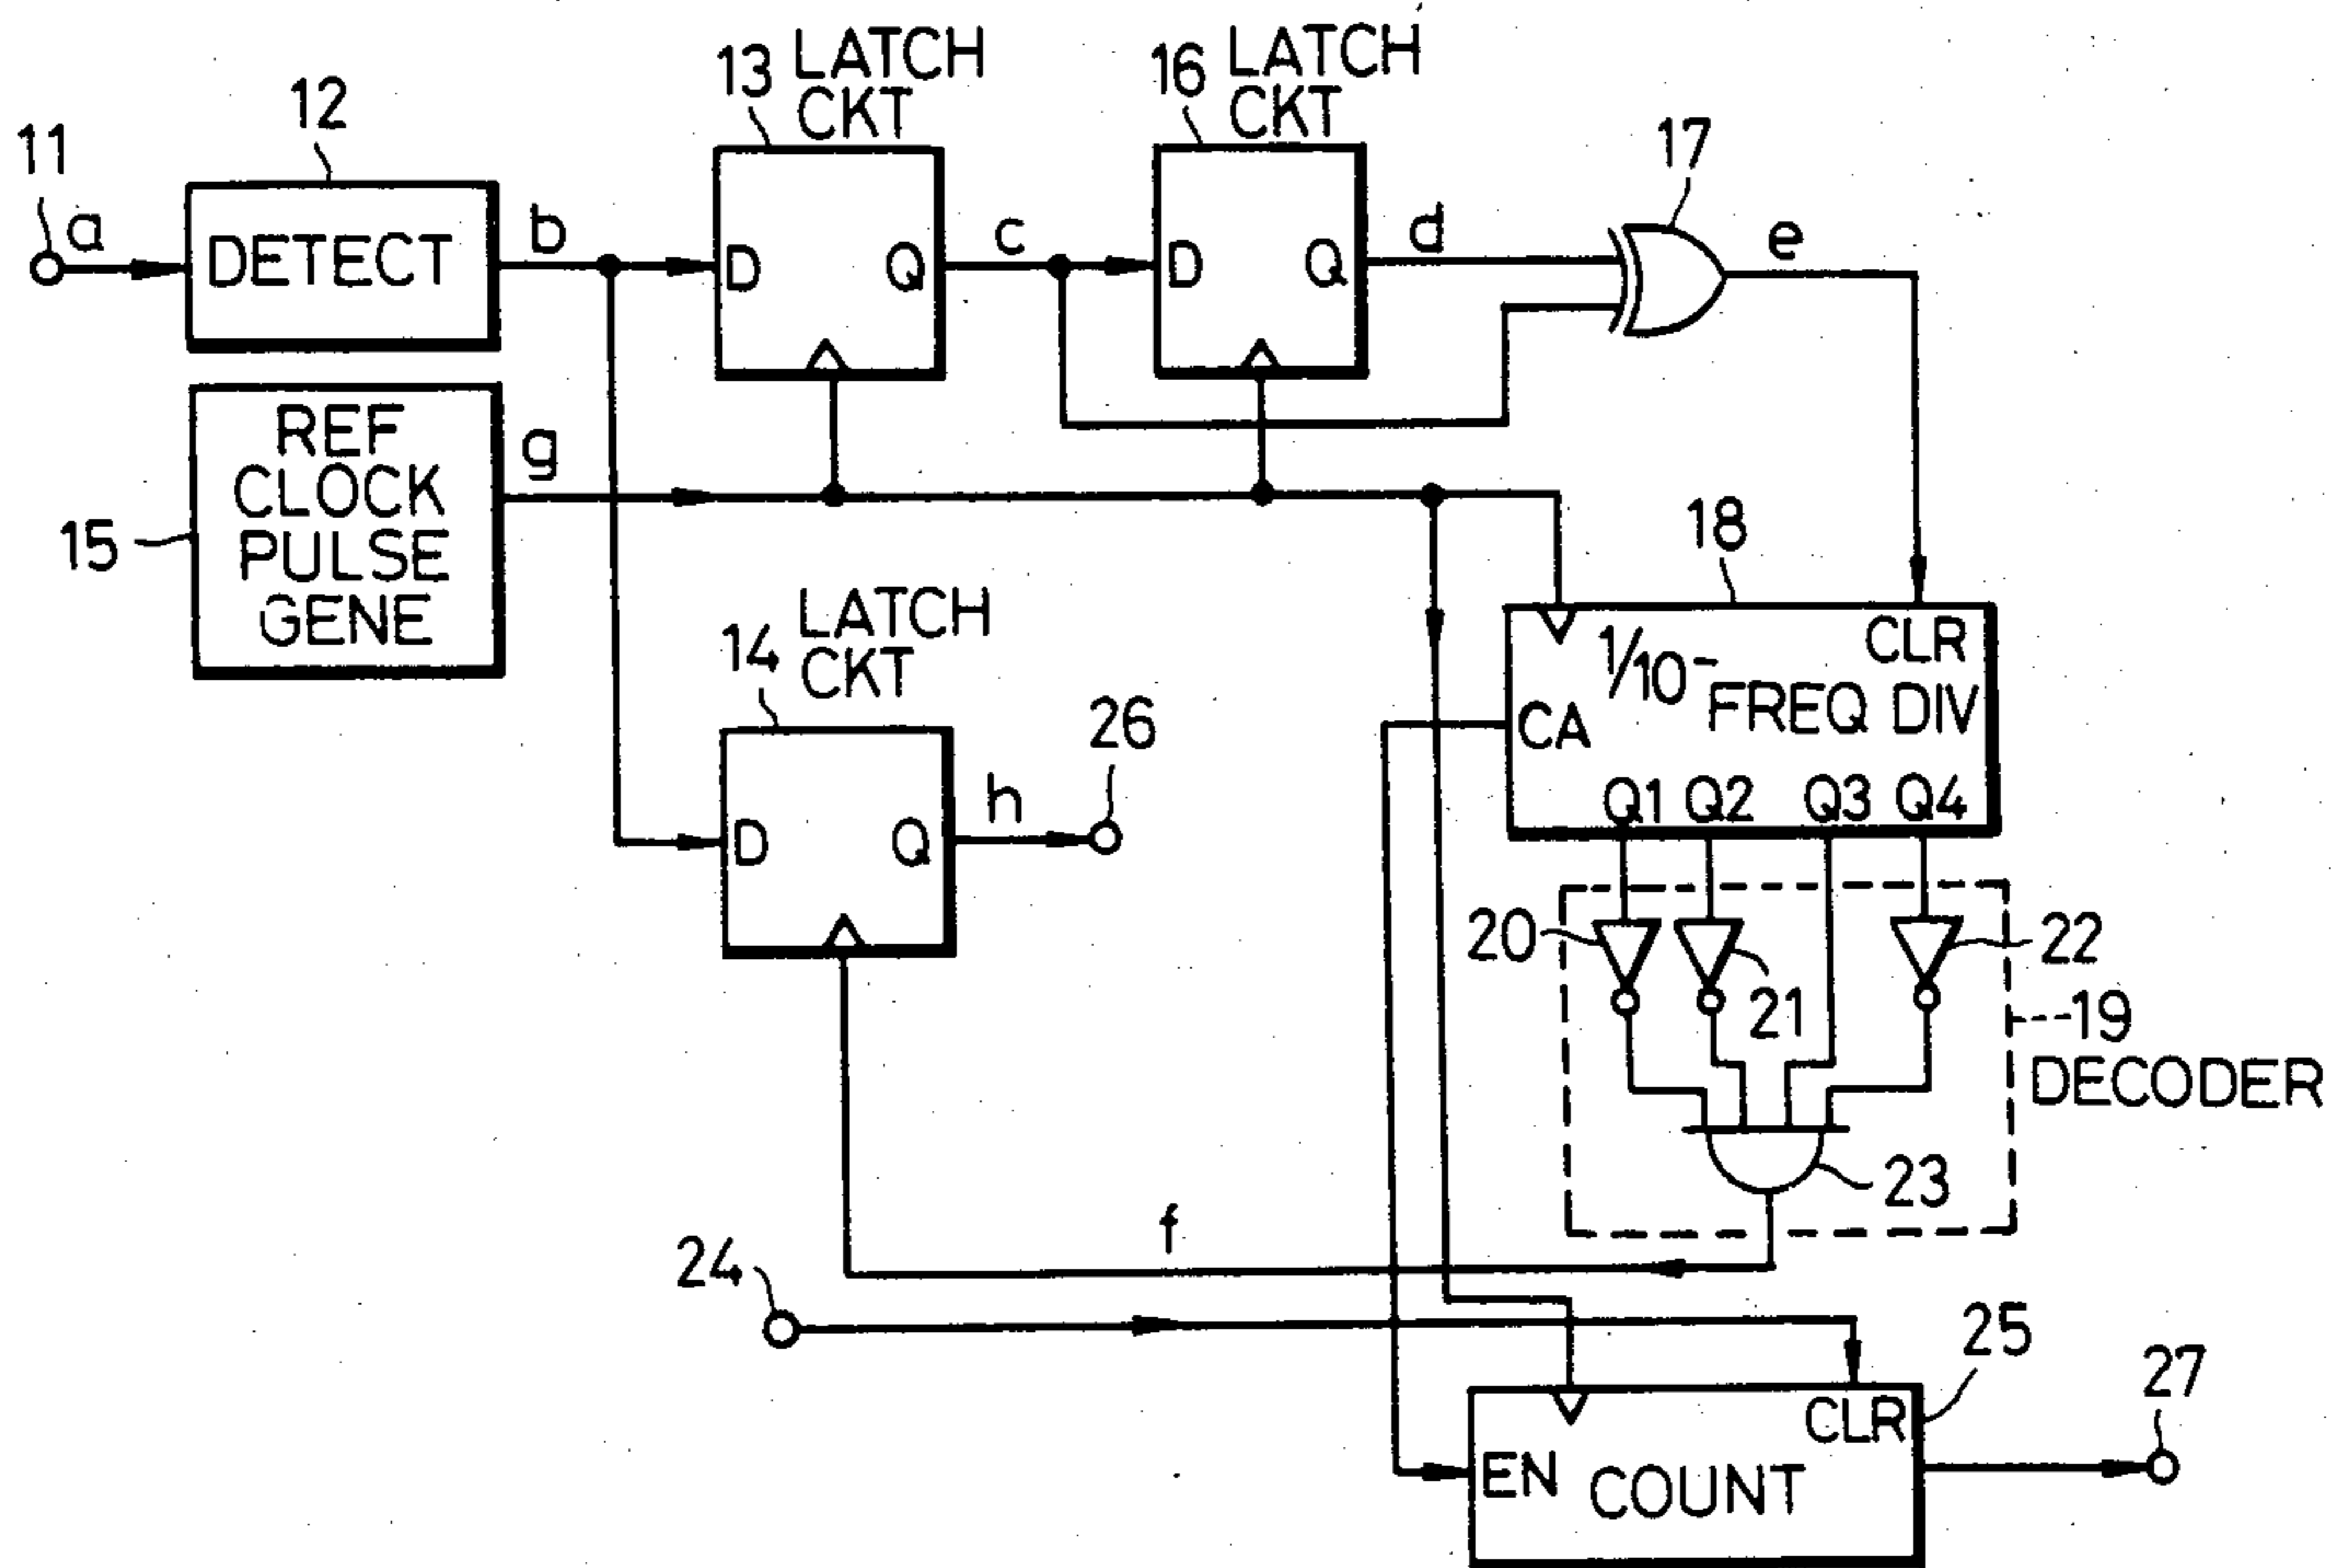 11
a
12
DETECT
b
13
LATCH
CKT
D
Q
c
16
LATCH
CKT
D
Q
d
17
e
15
REF
CLOCK
PULSE
GENE
g
14
LATCH
CKT
D
Q
h
26
18
1/10-
FREQ DIV
CLR
CA
Q1 Q2 Q3 Q4
20
21
22
19
DECODER
23
f
24
25
CLR
EN
COUNT
27